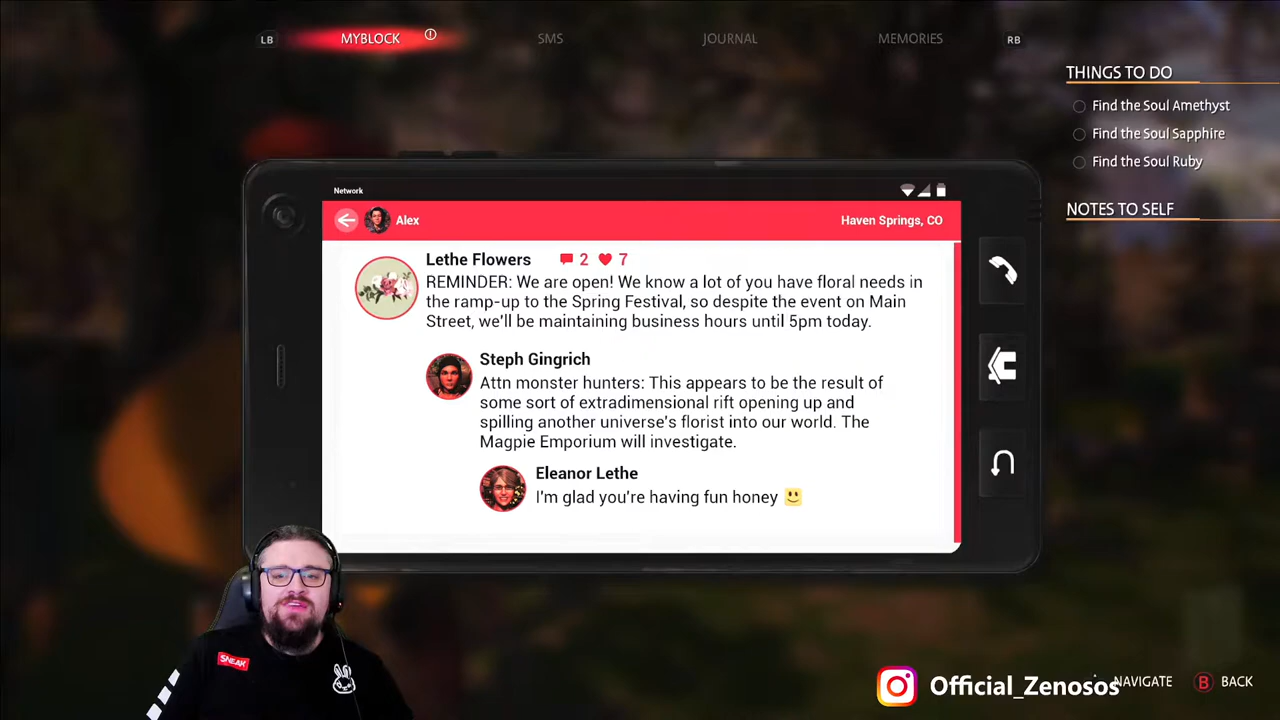 LB
MYBLOCK
SMS
JOURNAL
MEMORIES
RB
THINGS TO DO
Find the Soul Amethyst
Find the Soul Sapphire
Find the Soul Ruby
NOTES TO SELF
Network
Alex
Haven Springs, CO
Lethe Flowers 2 7
REMINDER: We are open! We know a lot of you have floral needs in
the ramp-up to the Spring Festival, so despite the event on Main
Street, we'll be maintaining business hours until 5pm today.
Steph Gingrich
Attn monster hunters: This appears to be the result of
some sort of extradimensional rift opening up and
spilling another universe's florist into our world. The
Magpie Emporium will investigate.
Eleanor Lethe
I'm glad you're having fun honey
SNEAK
Official_Zenosos
NAVIGATE
B BACK